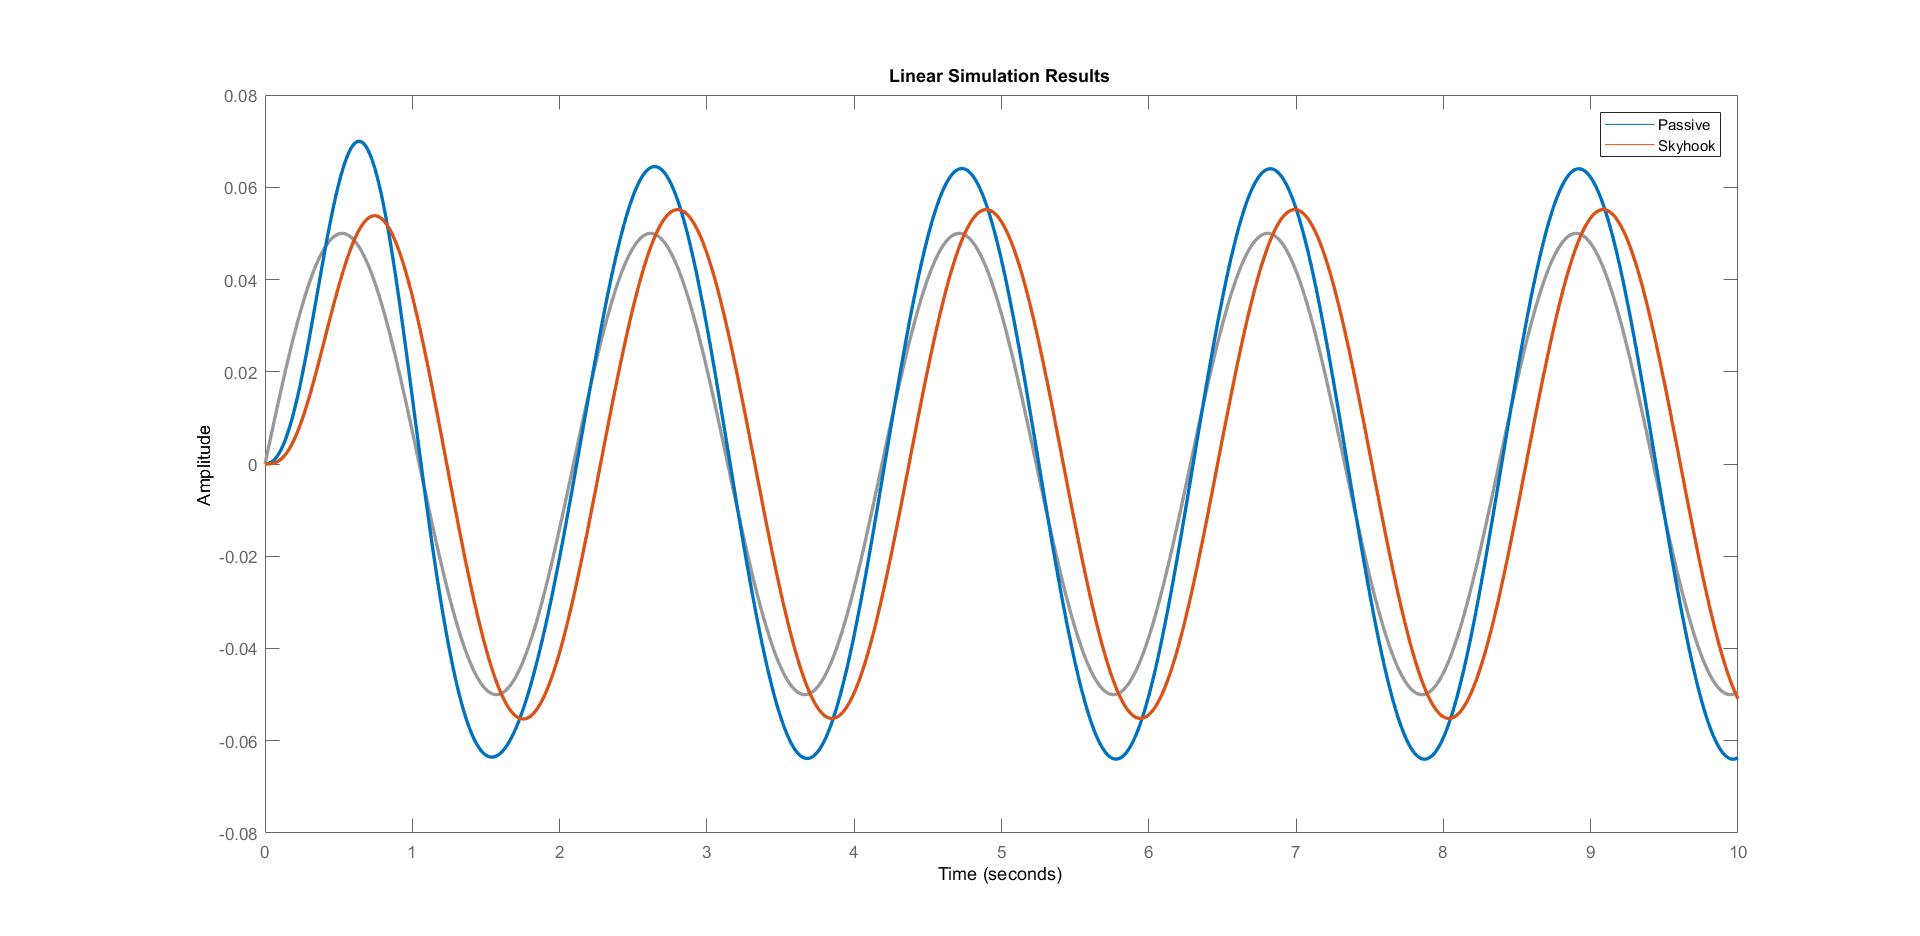 Linear Simulation Results
Passive
Skyhook
Amplitude
0.08
0.06
0.04
0.02
0
-0.02
-0.04
-0.06
-0.08
0 1 2 3 4 5 6 7 8 9 10
Time (seconds)